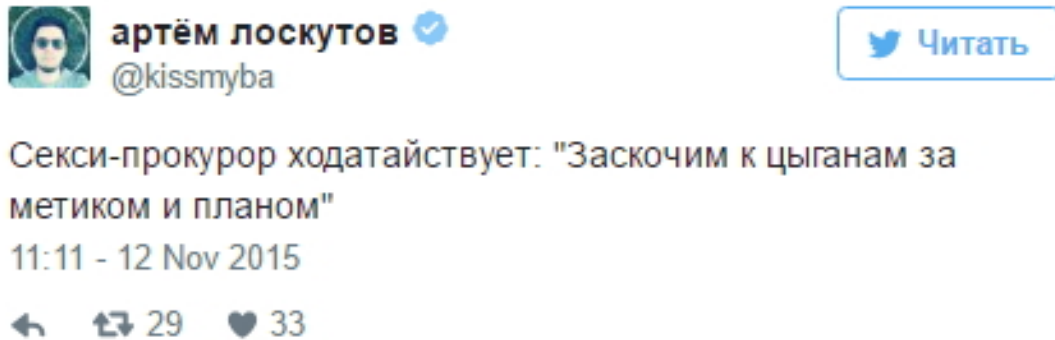 артём лоскутов
@kissmyba
Читать
Секси-прокурор ходатайствует: "Заскочим к цыганам за
метиком и планом"
11:11 - 12 Nov 2015
29 33